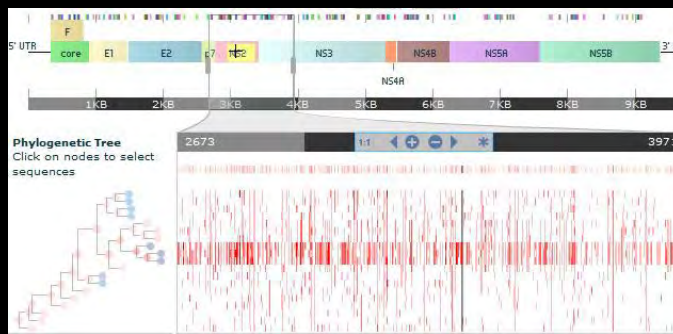 F
5' UTR core E1 E2 p7 NS2 NS3 NS4B NS5A NS5B 3'
NS4A
1KB 2KB 3KB 4KB 5KB 6KB 7KB 8KB 9KB
Phylogenetic Tree
Click on nodes to select
sequences
2673 1:1 3973